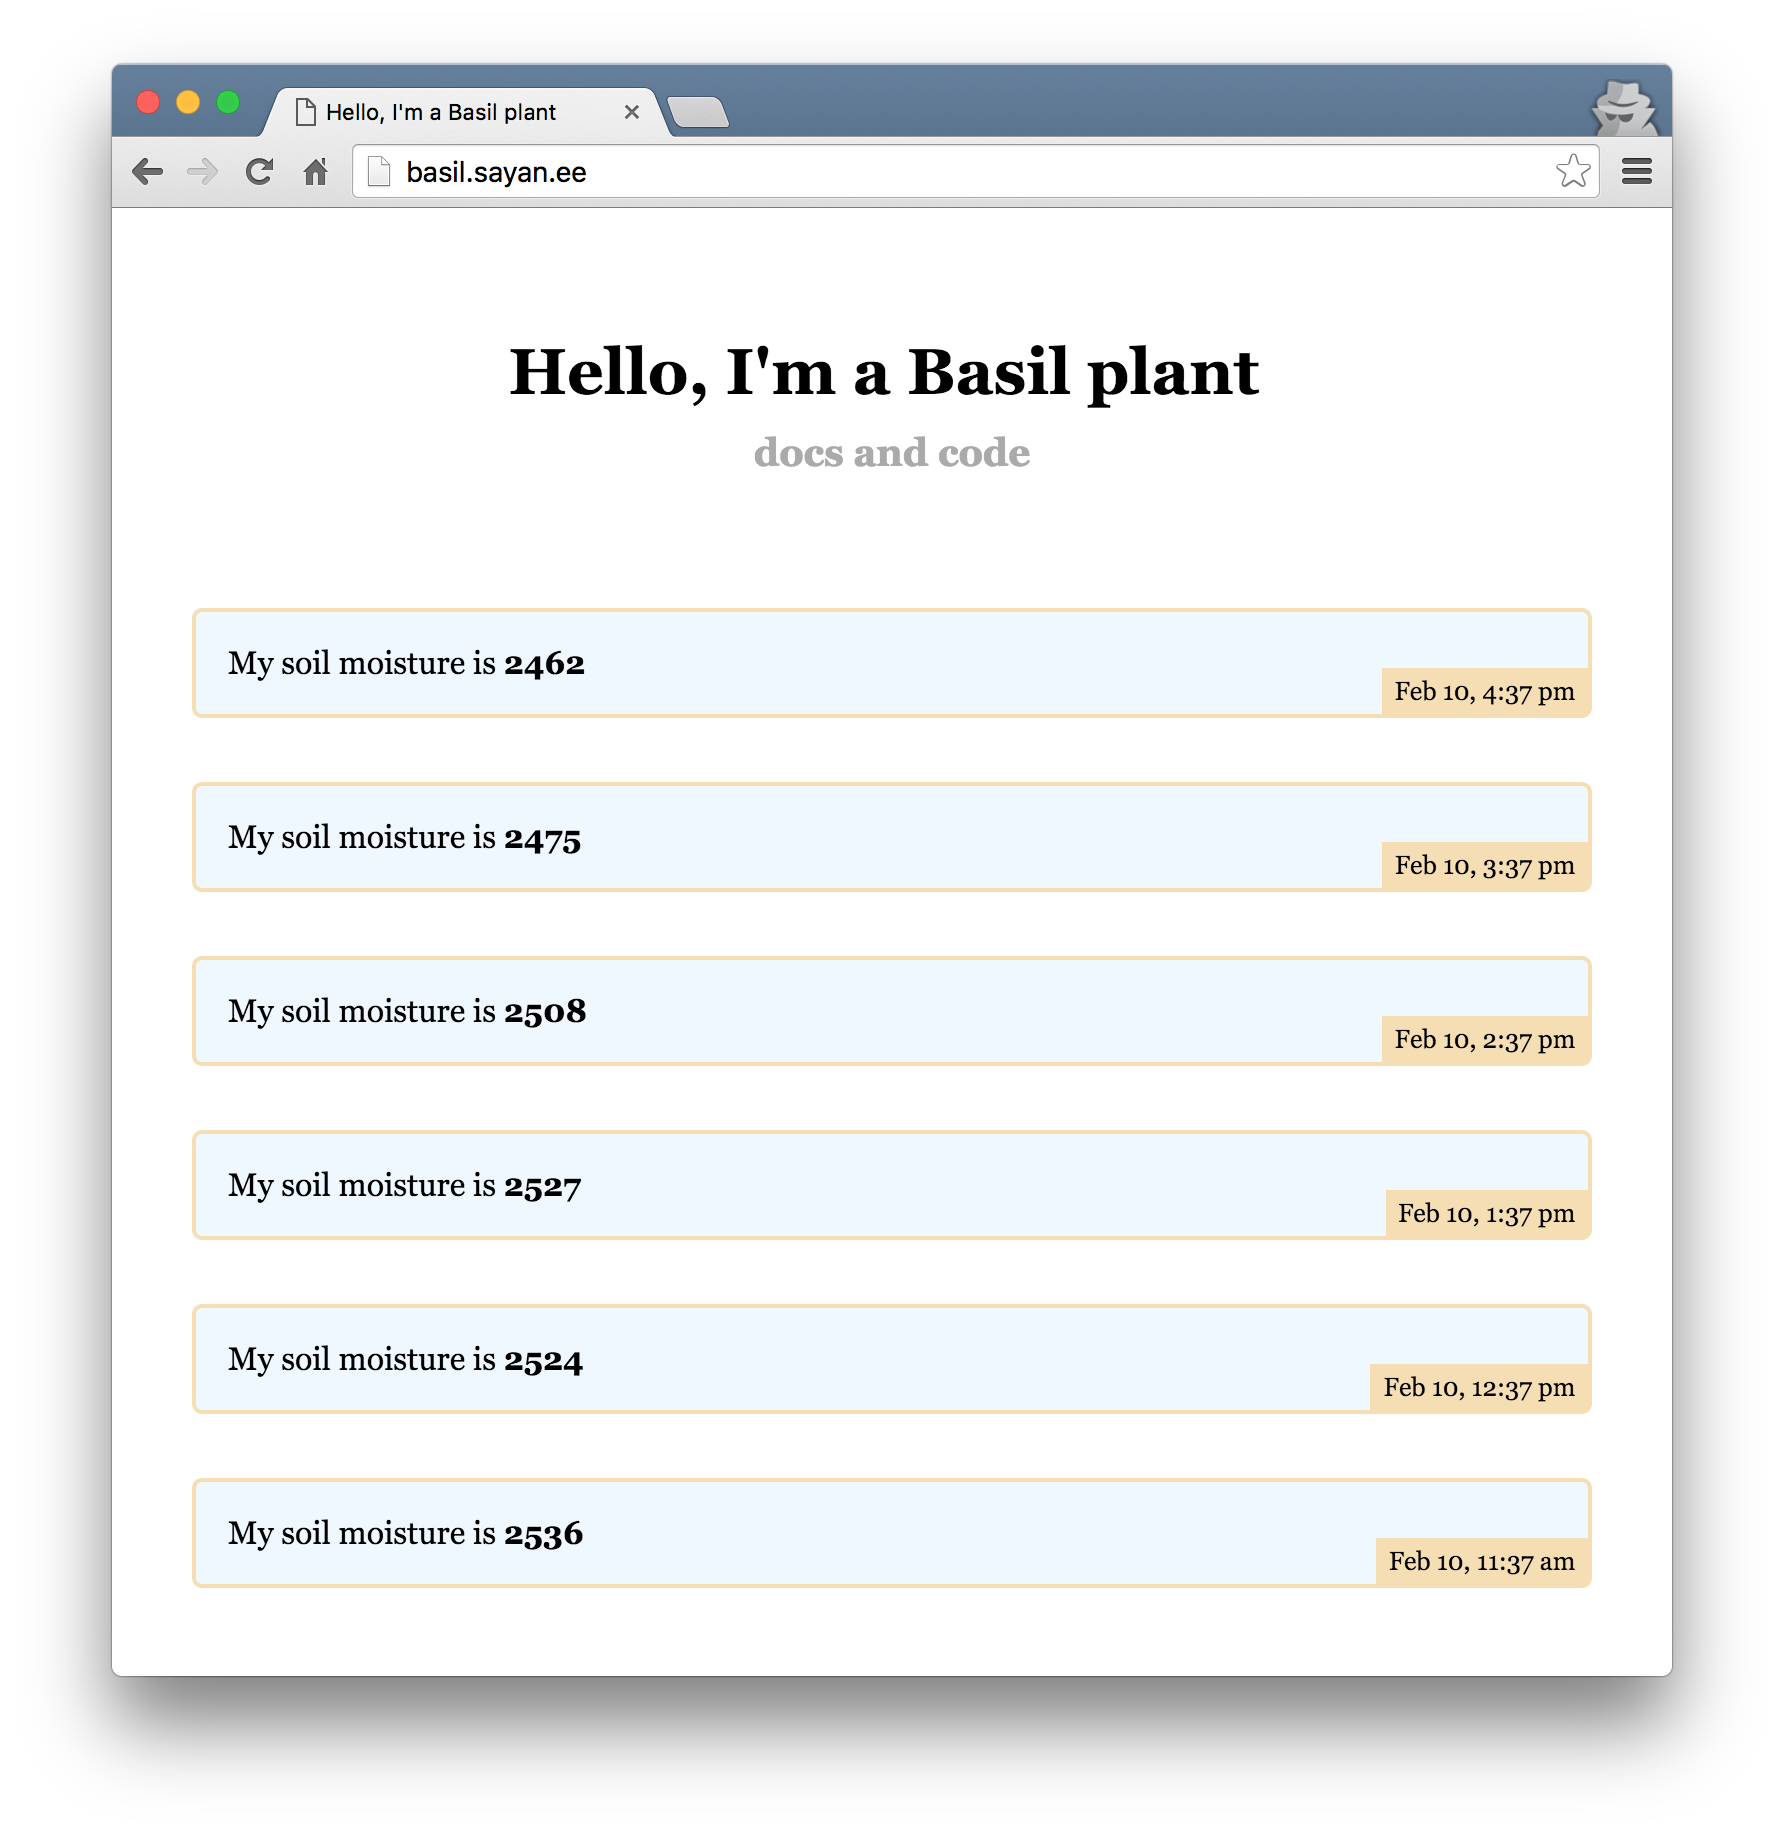 Hello, I'm a Basil plant
basil.sayan.ee
Hello, I'm a Basil plant
docs and code
My soil moisture is 2462
Feb 10, 4:37 pm
My soil moisture is 2475
Feb 10, 3:37 pm
My soil moisture is 2508
Feb 10, 2:37 pm
My soil moisture is 2527
Feb 10, 1:37 pm
My soil moisture is 2524
Feb 10, 12:37 pm
My soil moisture is 2536
Feb 10, 11:37 am